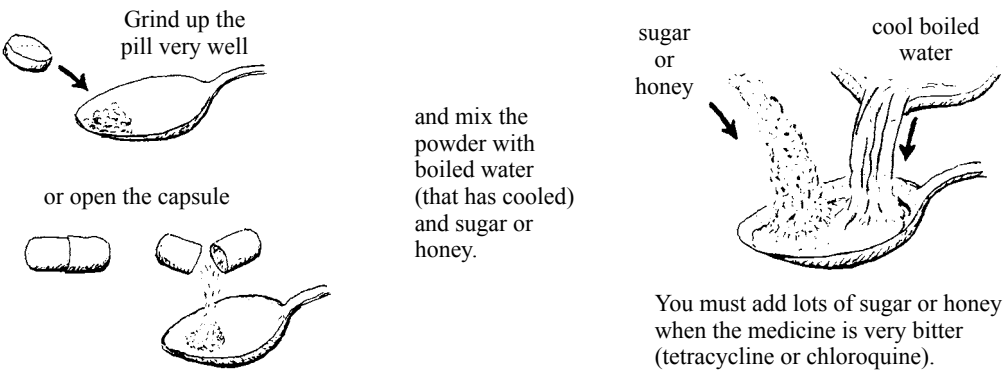 Grind up the
pill very well
or open the capsule
and mix the
powder with
boiled water
(that has cooled)
and sugar or
honey.
sugar
or
honey
cool boiled
water
You must add lots of sugar or honey
when the medicine is very bitter
(tetracycline or chloroquine).